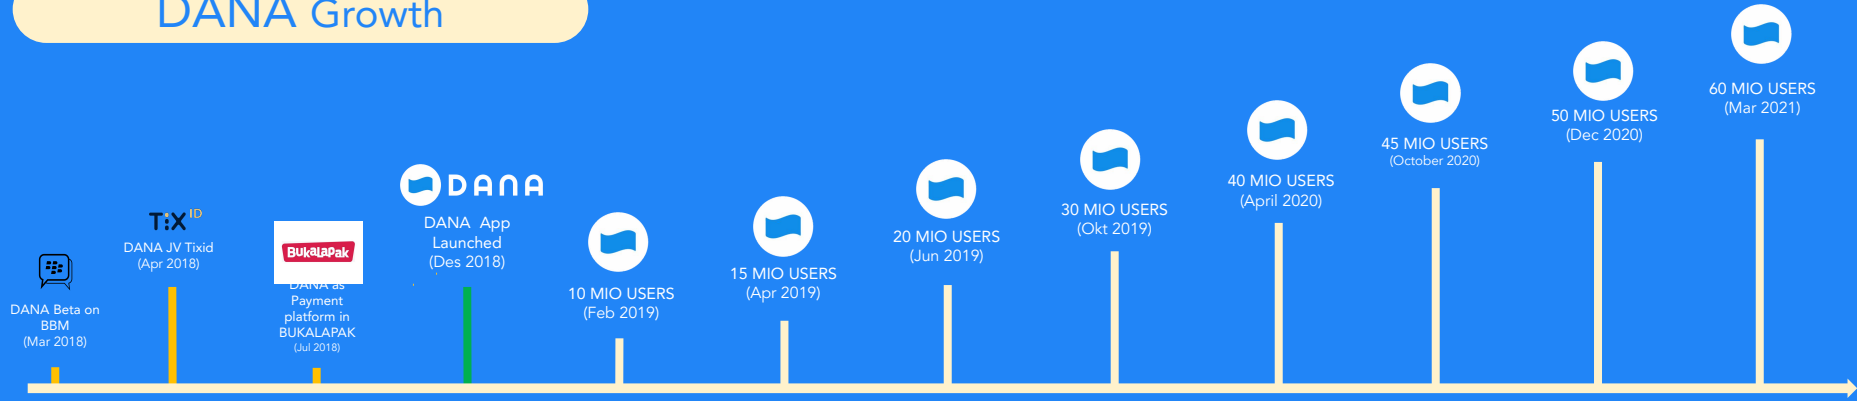 DANA Growth
DANA Beta on
BBM
(Mar 2018)
TiX ID
DANA JV Tixid
(Apr 2018)
BukaLaPak
DANA as
Payment
platform in
BUKALAPAK
(Jul 2018)
DANA
DANA App
Launched
(Des 2018)
10 MIO USERS
(Feb 2019)
15 MIO USERS
(Apr 2019)
20 MIO USERS
(Jun 2019)
30 MIO USERS
(Okt 2019)
40 MIO USERS
(April 2020)
45 MIO USERS
(October 2020)
50 MIO USERS
(Dec 2020)
60 MIO USERS
(Mar 2021)